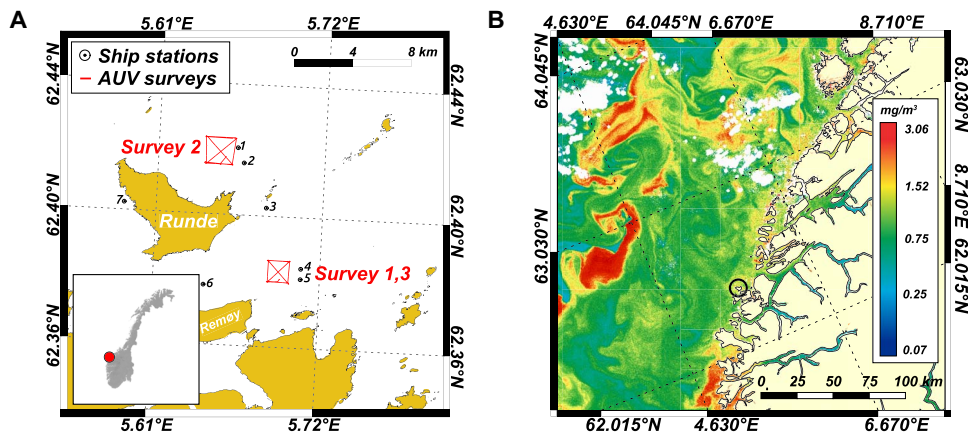 A
5.61°E
5.72°E
Ship stations
AUV surveys
0 4 8 km
62.44°N
62.44°N
Survey 2
1
2
3
7
Runde
62.40°N
62.40°N
4
5
Survey 1,3
6
Remøy
62.36°N
62.36°N
5.61°E
5.72°E
B
4.630°E 64.045°N 6.670°E 8.710°E
64.045°N
63.030°N
mg/m³
3.06
1.52
0.75
0.25
0.07
8.710°E
63.030°N
62.015°N
0 25 50 75 100 km
62.015°N 4.630°E 6.670°E